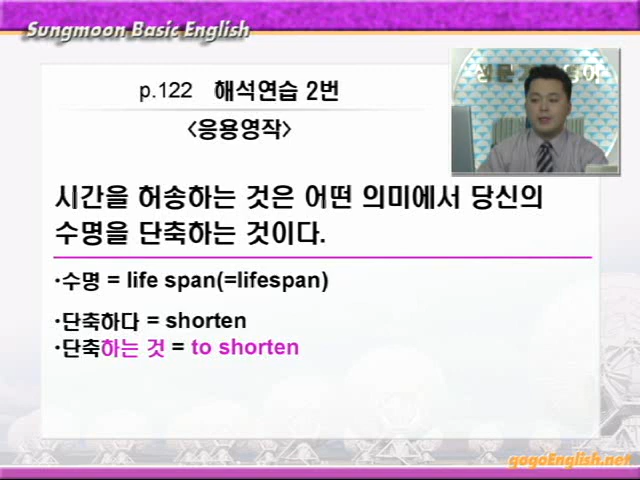 Sungmoon Basic English
p.122 해석연습 2번
<응용영작>
시간을 허송하는 것은 어떤 의미에서 당신의
수명을 단축하는 것이다.
·수명 = life span(=lifespan)
·단축하다 = shorten
·단축하는 것 = to shorten
gogoEnglish.net